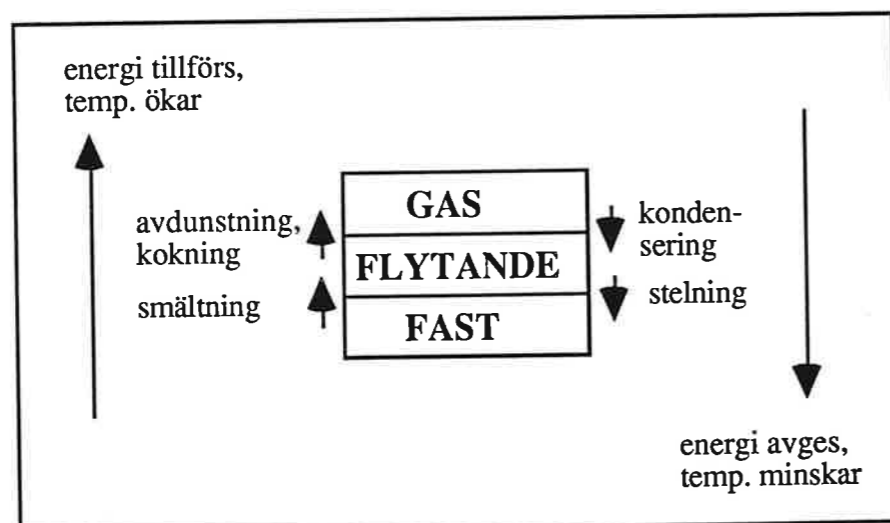 energi tillförs,
temp. ökar
avdunstning,
kokning
smältning
GAS
FLYTANDE
FAST
konden-
sering
stelning
energi avges,
temp. minskar